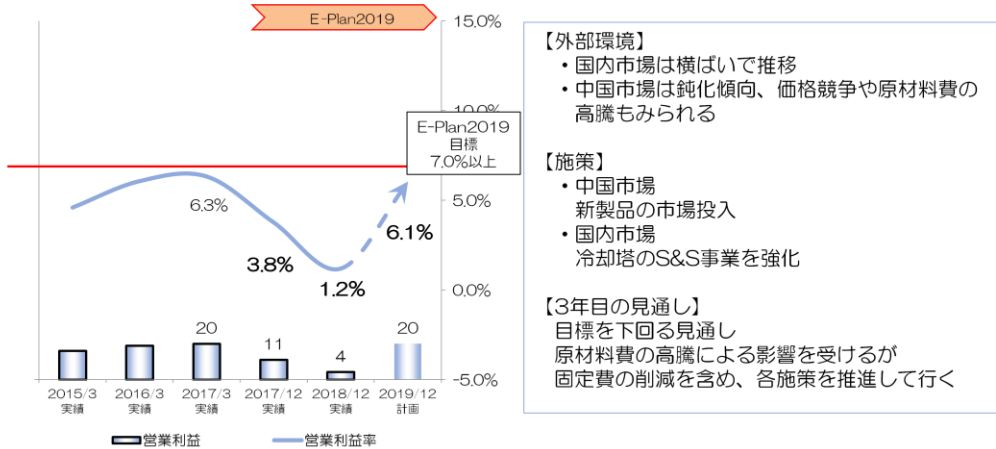 E-Plan2019
15.0%
10.0%
E-Plan2019
目標
7.0%以上
6.3%
5.0%
6.1%
3.8%
1.2%
0.0%
20
11
4
20
-5.0%
2015/3
実績
2016/3
実績
2017/3
実績
2017/12
実績
2018/12
実績
2019/12
計画
営業利益
営業利益率
【外部環境】
・国内市場は横ばいで推移
・中国市場は鈍化傾向、価格競争や原材料費の
高騰もみられる
【施策】
・中国市場
新製品の市場投入
・国内市場
冷却塔のS&S事業を強化
【3年目の見通し】
目標を下回る見通し
原材料費の高騰による影響を受けるが
固定費の削減を含め、各施策を推進して行く